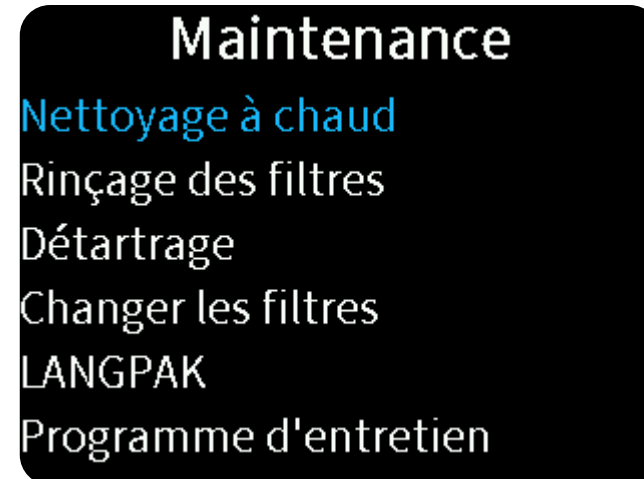 Maintenance
Nettoyage à chaud
Rinçage des filtres
Détartrage
Changer les filtres
LANGPAK
Programme d'entretien